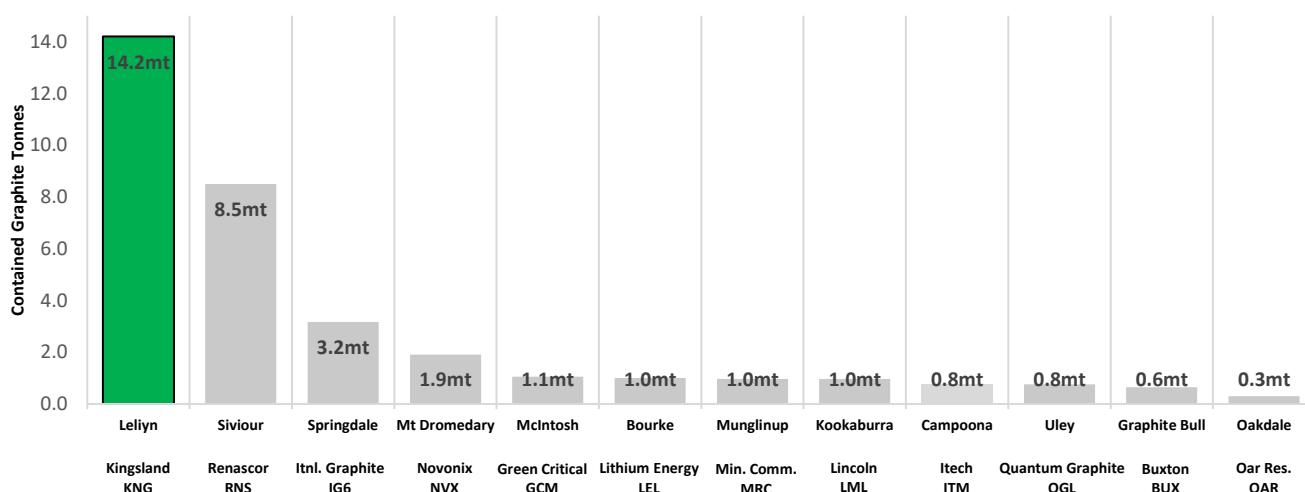 Contained Graphite Tonnes
14.0
12.0
10.0
8.0
6.0
4.0
2.0
0.0
14.2mt
8.5mt
3.2mt
1.9mt
1.1mt
1.0mt
1.0mt
1.0mt
0.8mt
0.8mt
0.6mt
0.3mt
Leliyn Siviour Springdale Mt Dromedary McIntosh Bourke Munglinup Kookaburra Campoona Uley Graphite Bull Oakdale
Kingsland Renascor Itnl. Graphite Novonix Green Critical Lithium Energy Min. Comm. Lincoln Itech Quantum Graphite Buxton Oar Res.
KNG RNS IG6 NVX GCM LEL MRC LML ITM QGL BUX OAR